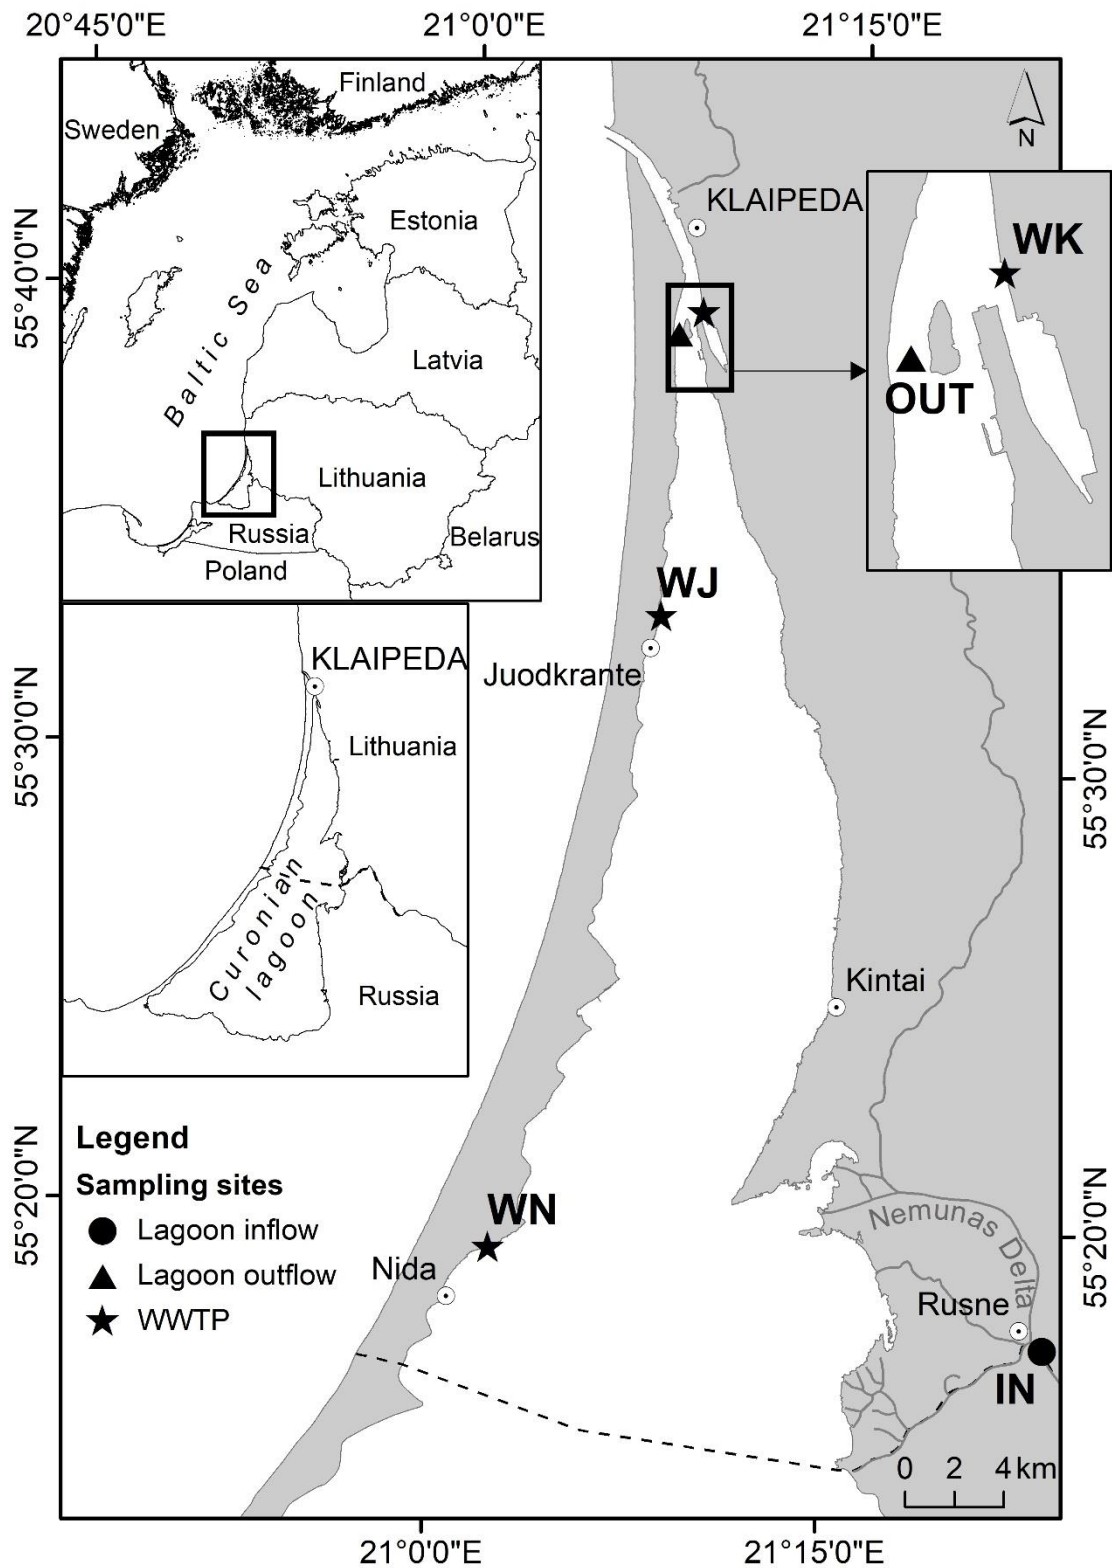 20°45'0"E
21°0'0"E
21°15'0"E
55°40'0"N
55°30'0"N
55°20'0"N
Finland
Sweden
Estonia
Baltic Sea
Latvia
Lithuania
Russia
Belarus
Poland
N
KLAIPEDA
WK
OUT
WJ
Juodkrante
KLAIPEDA
Lithuania
Curonian
lagoon
Russia
55°30'0"N
Kintai
Legend
Sampling sites
Lagoon inflow
Lagoon outflow
WWTP
WN
Nida
Nemunas Delta
Rusne
IN
55°20'0"N
0 2 4 km
21°0'0"E
21°15'0"E